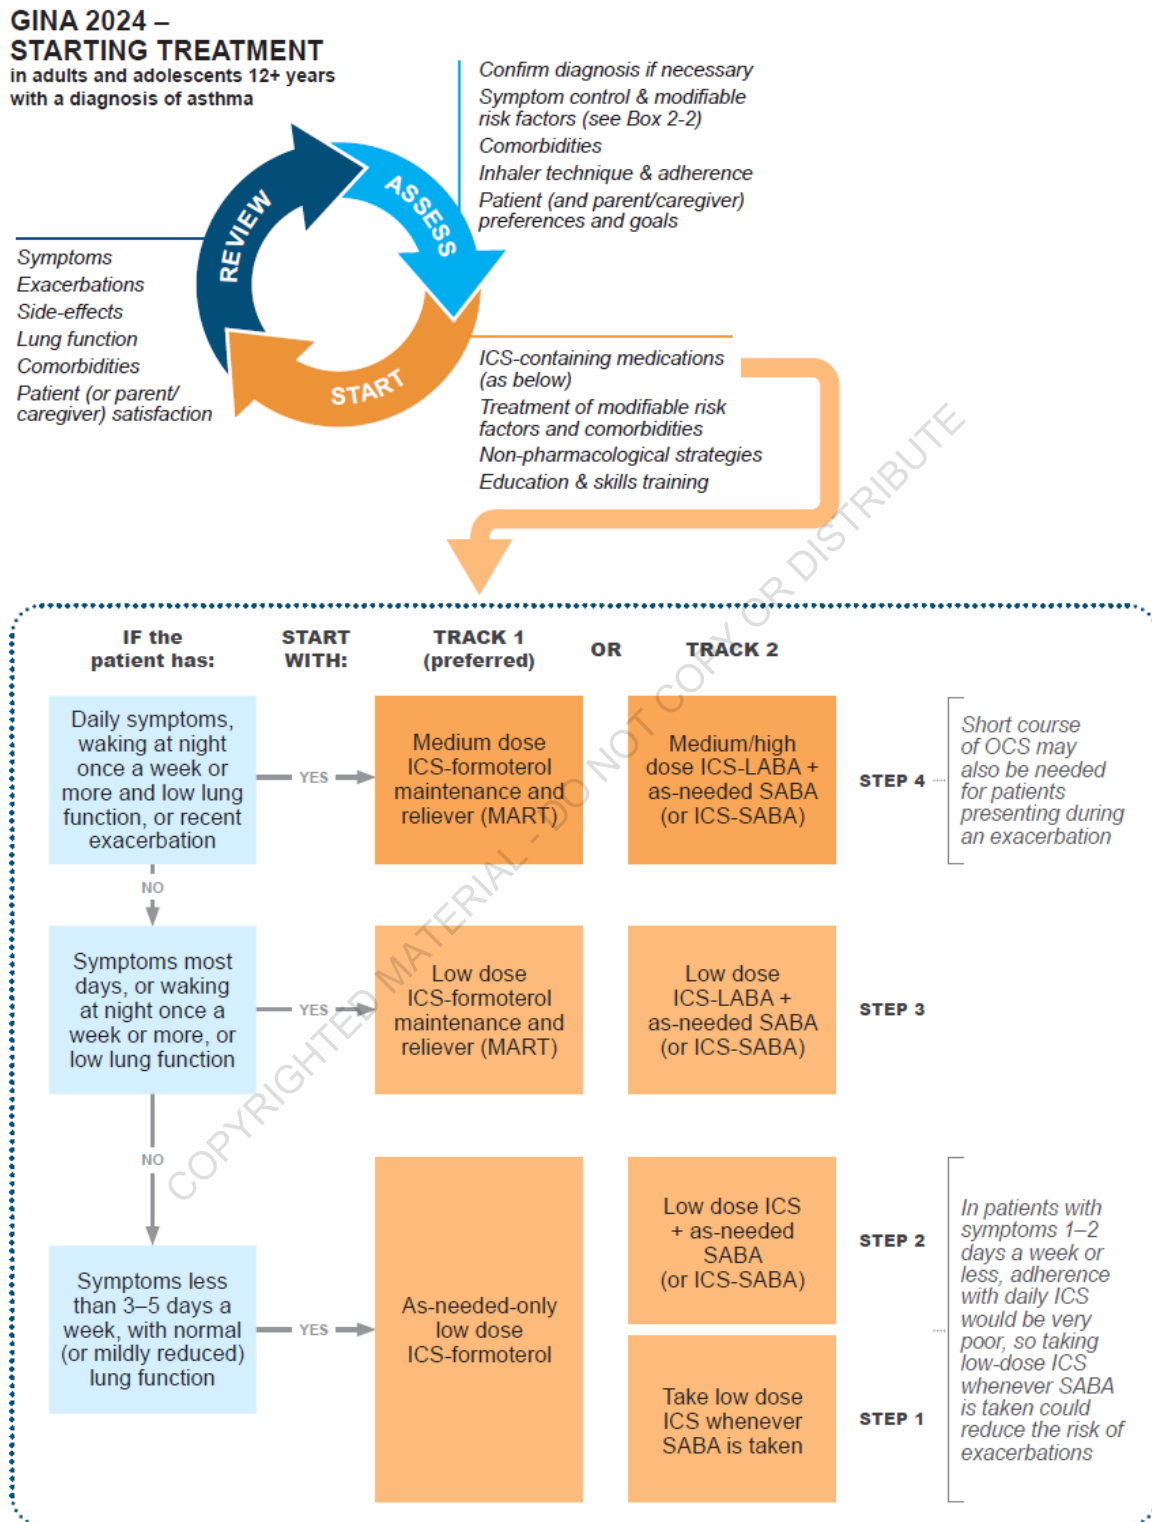 GINA 2024 –
STARTING TREATMENT
in adults and adolescents 12+ years
with a diagnosis of asthma
Confirm diagnosis if necessary
Symptom control & modifiable
risk factors (see Box 2-2)
Comorbidities
Inhaler technique & adherence
Patient (and parent/caregiver)
preferences and goals
REVIEW
ASSESS
START
Symptoms
Exacerbations
Side-effects
Lung function
Comorbidities
Patient (or parent/
caregiver) satisfaction
ICS-containing medications
(as below)
Treatment of modifiable risk
factors and comorbidities
Non-pharmacological strategies
Education & skills training
IF the
patient has:
START
WITH:
TRACK 1
(preferred)
OR
TRACK 2
Daily symptoms,
waking at night
once a week or
more and low lung
function, or recent
exacerbation
YES
Medium dose
ICS-formoterol
maintenance and
reliever (MART)
Medium/high
dose ICS-LABA +
as-needed SABA
(or ICS-SABA)
STEP 4
Short course
of OCS may
also be needed
for patients
presenting during
an exacerbation
NO
Symptoms most
days, or waking
at night once a
week or more, or
low lung function
YES
Low dose
ICS-formoterol
maintenance and
reliever (MART)
Low dose
ICS-LABA +
as-needed SABA
(or ICS-SABA)
STEP 3
NO
Symptoms less
than 3–5 days a
week, with normal
(or mildly reduced)
lung function
YES
As-needed-only
low dose
ICS-formoterol
Low dose ICS
+ as-needed
SABA
(or ICS-SABA)
STEP 2
Take low dose
ICS whenever
SABA is taken
STEP 1
In patients with
symptoms 1–2
days a week or
less, adherence
with daily ICS
would be very
poor, so taking
low-dose ICS
whenever SABA
is taken could
reduce the risk of
exacerbations
COPYRIGHTED MATERIAL - DO NOT COPY OR DISTRIBUTE